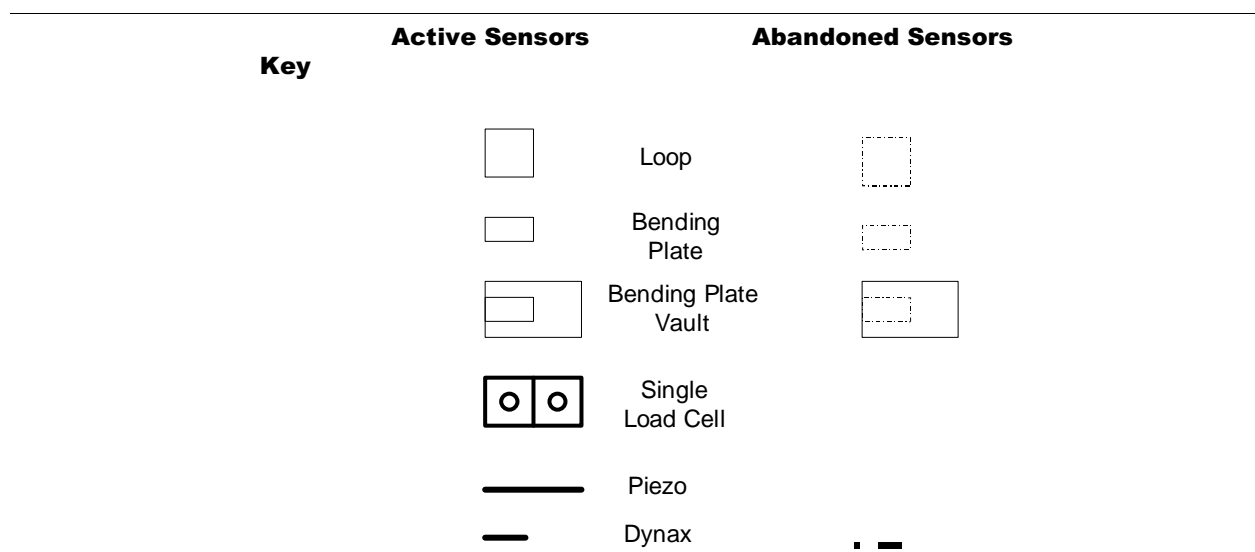 Active Sensors Abandoned Sensors
Key
Loop
Bending
Plate
Bending Plate
Vault
Single
Load Cell
Piezo
Dynax